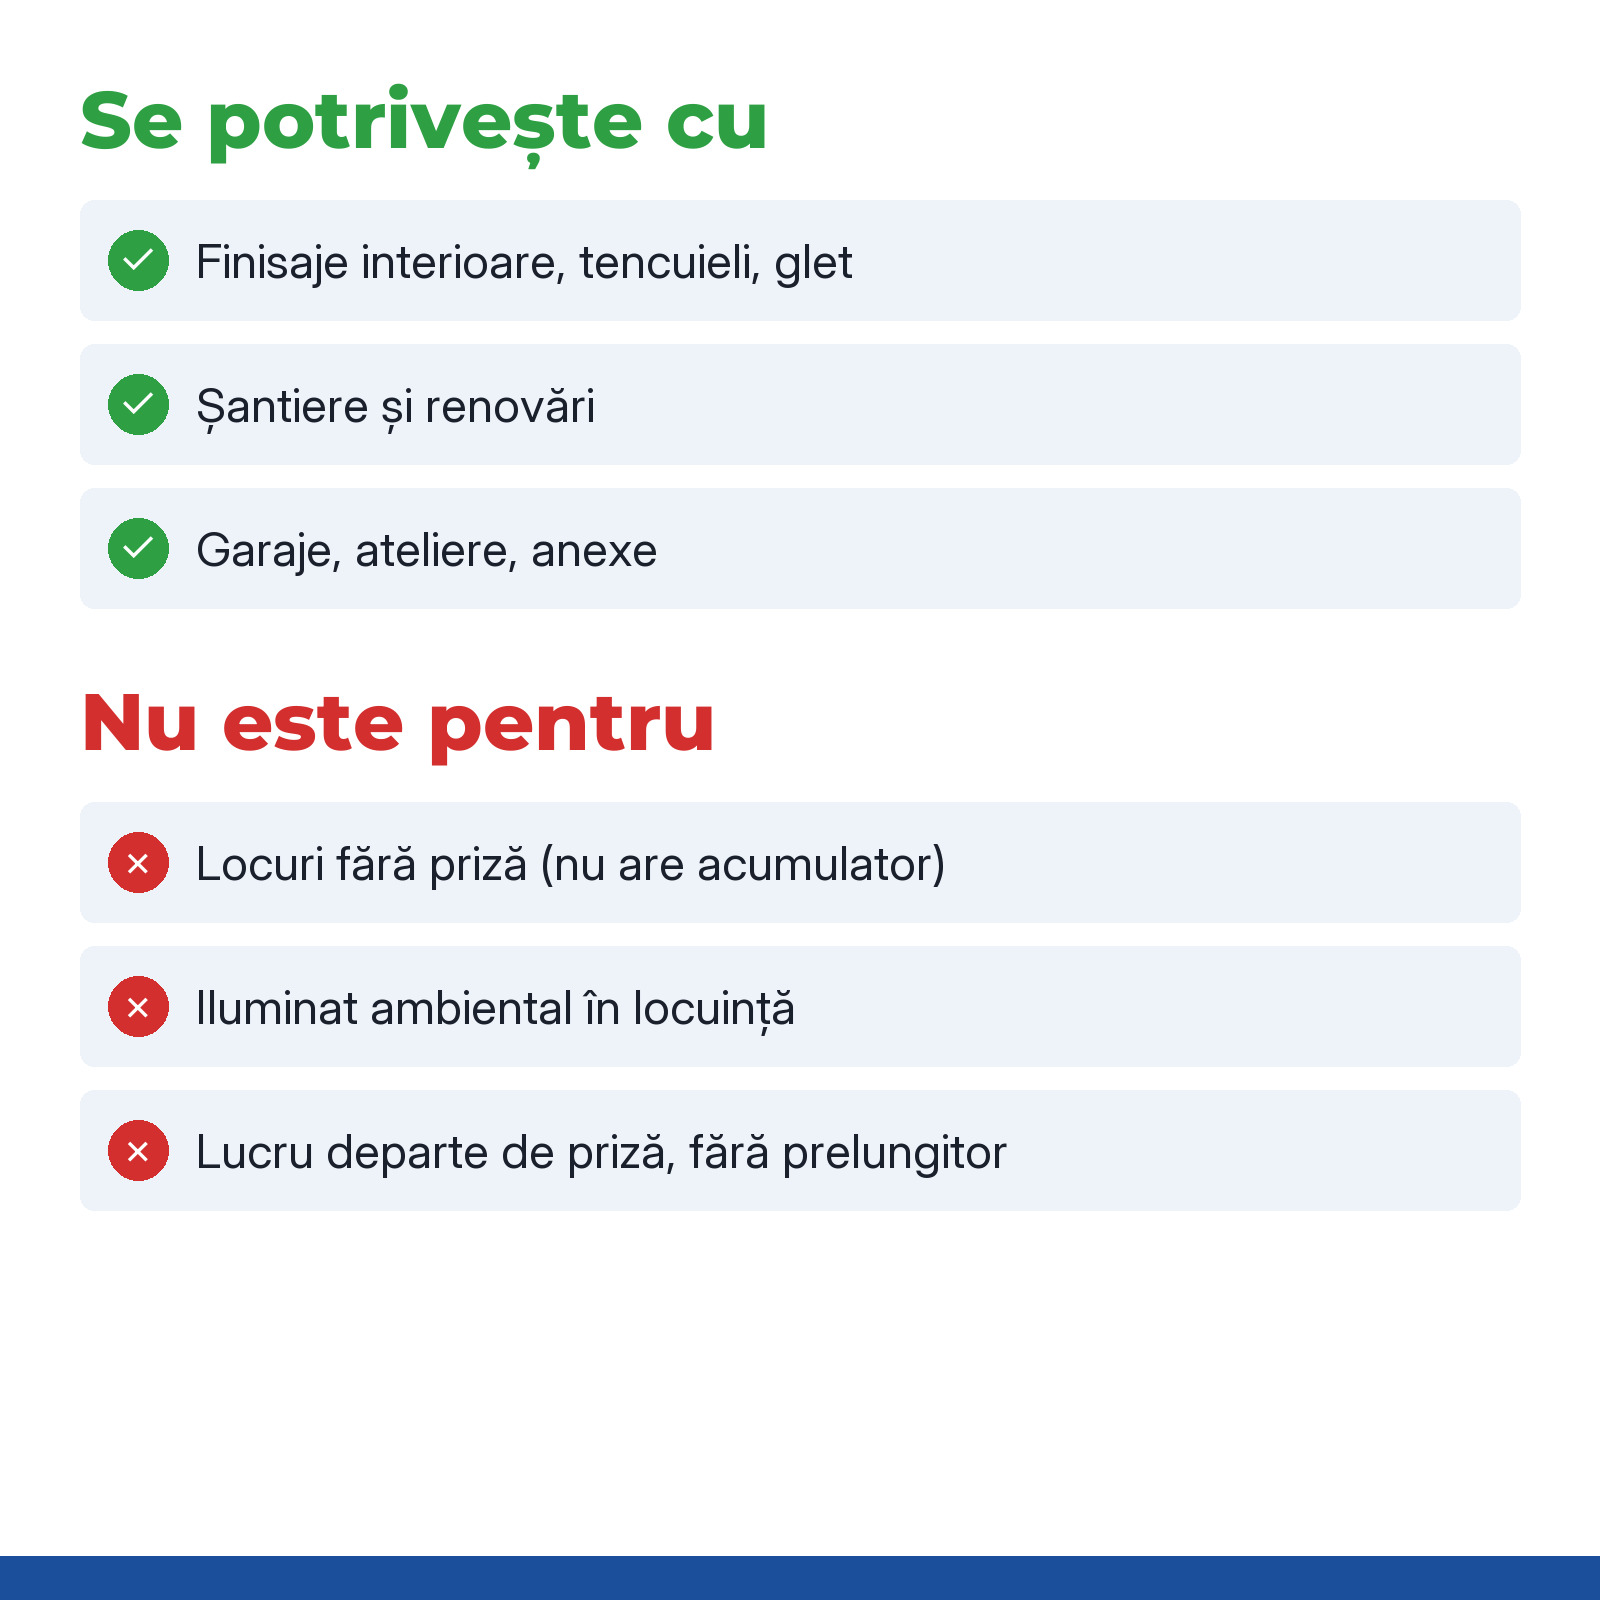 Se potrivește cu
Finisaje interioare, tencuieli, glet
Șantiere și renovări
Garaje, ateliere, anexe
Nu este pentru
Locuri fără priză (nu are acumulator)
Iluminat ambiental în locuință
Lucru departe de priză, fără prelungitor